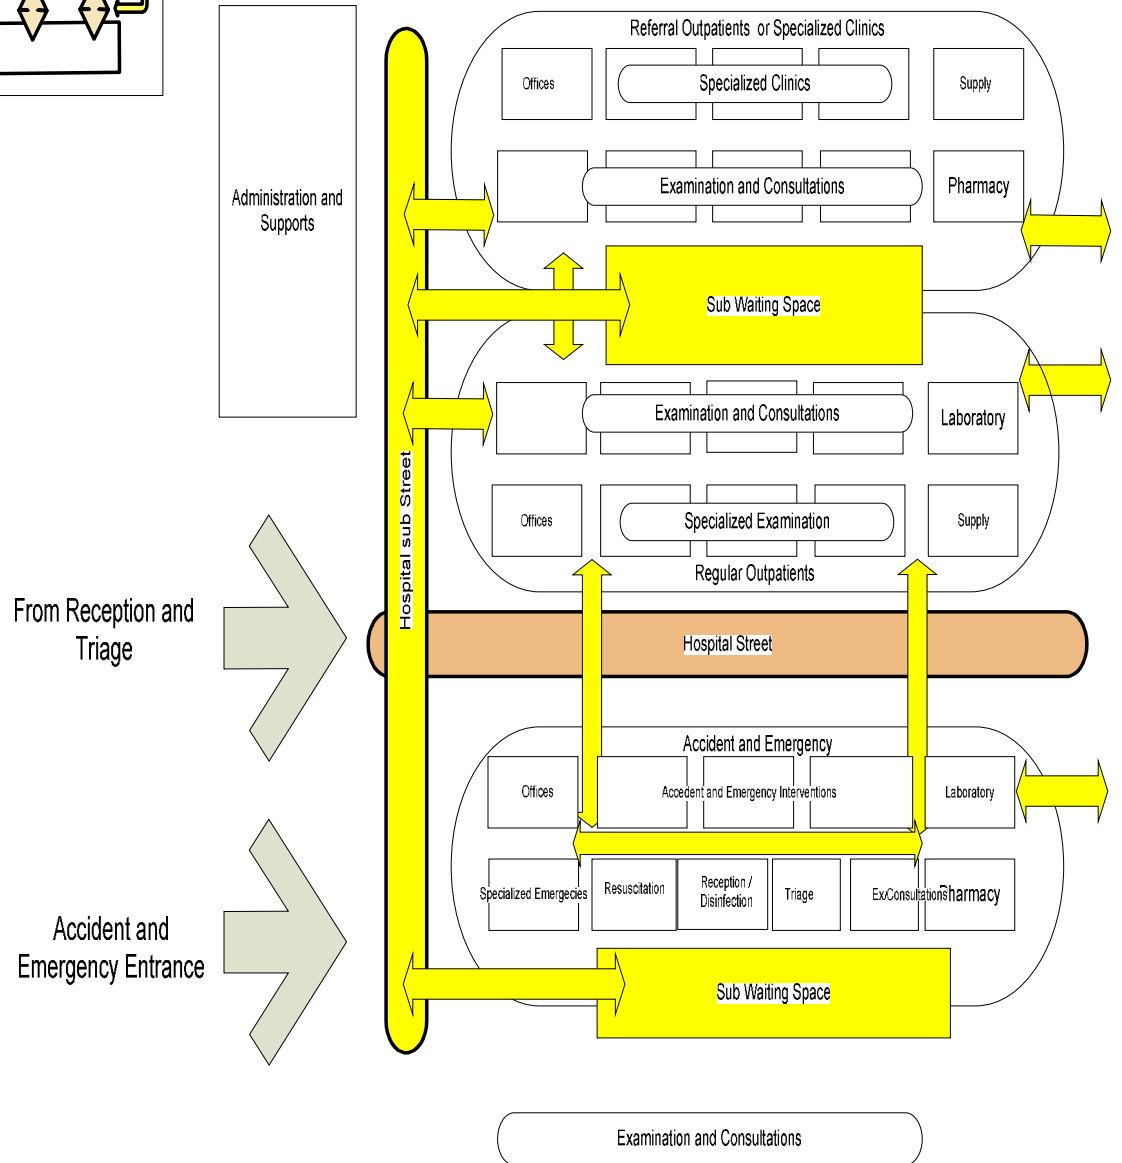 Referral Outpatients or Specialized Clinics
Offices
Specialized Clinics
Supply
Administration and
Supports
Examination and Consultations
Pharmacy
Sub Waiting Space
Examination and Consultations
Laboratory
Hospital sub Street
Offices
Specialized Examination
Supply
Regular Outpatients
From Reception and
Triage
Hospital Street
Accident and Emergency
Offices
Accedent and Emergency Interventions
Laboratory
Specialized Emergecies
Resuscitation
Reception /
Disinfection
Triage
Ex/Consultations
Pharmacy
Accident and
Emergency Entrance
Sub Waiting Space
Examination and Consultations